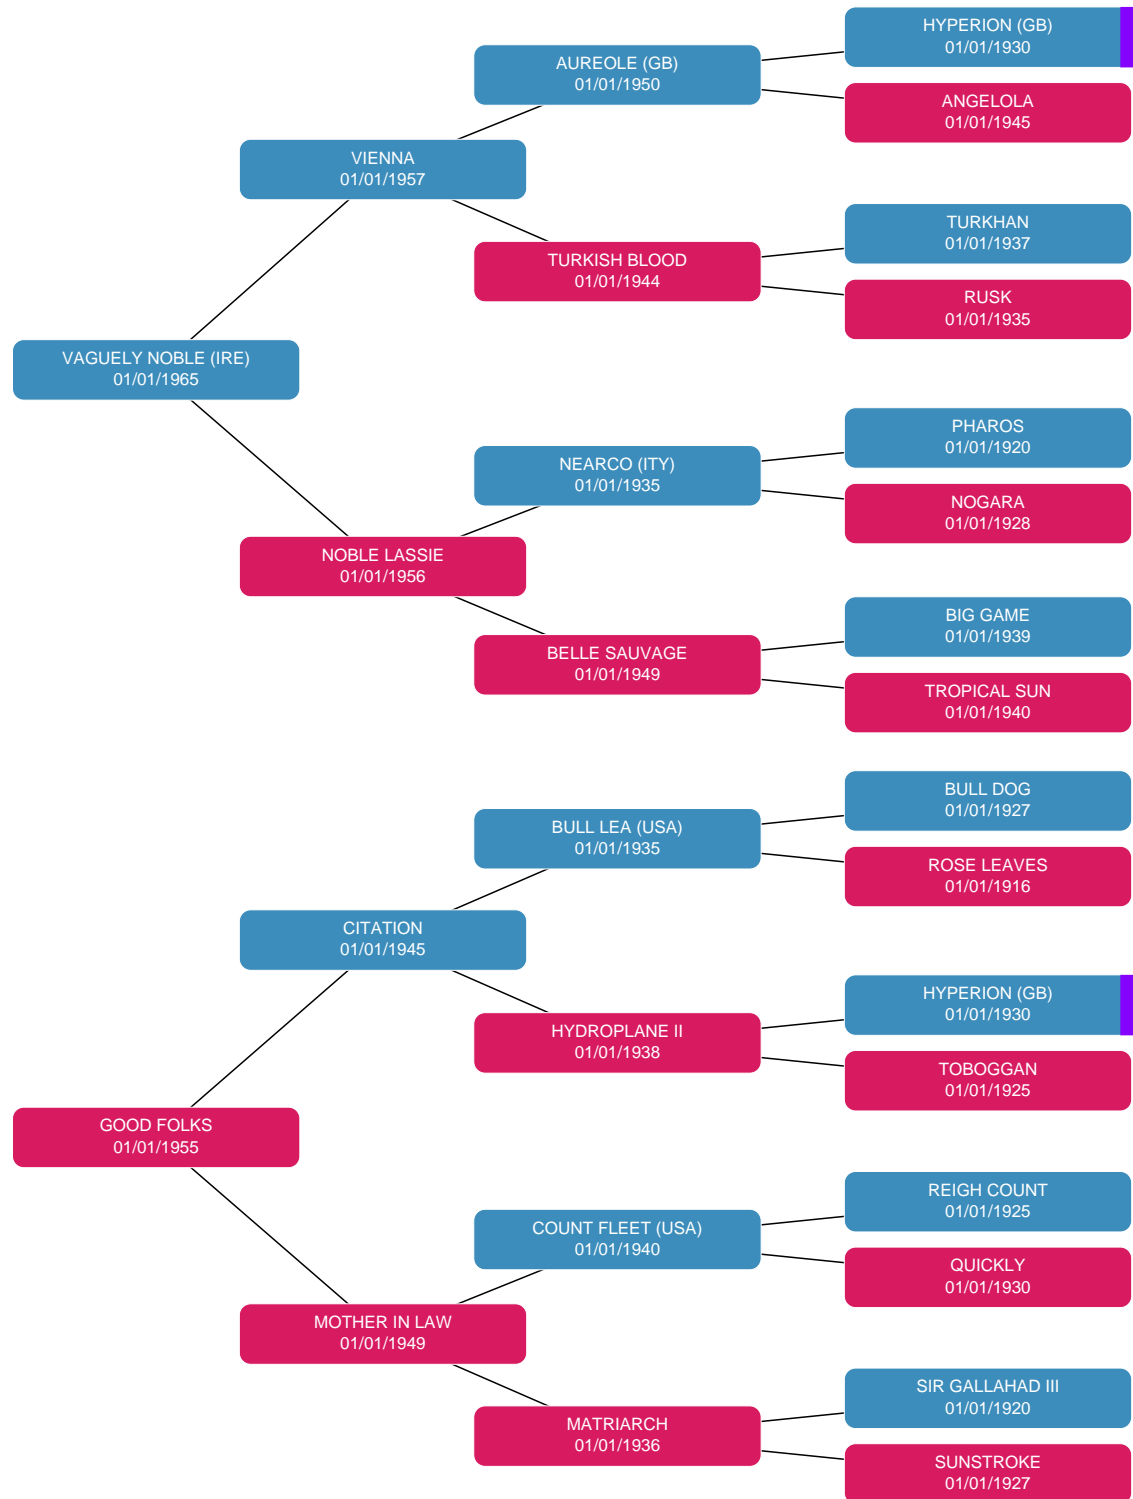 HYPERION (GB)
01/01/1930
AUREOLE (GB)
01/01/1950
ANGELOLA
01/01/1945
VIENNA
01/01/1957
TURKHAN
01/01/1937
TURKISH BLOOD
01/01/1944
RUSK
01/01/1935
VAGUELY NOBLE (IRE)
01/01/1965
PHAROS
01/01/1920
NEARCO (ITY)
01/01/1935
NOGARA
01/01/1928
NOBLE LASSIE
01/01/1956
BIG GAME
01/01/1939
BELLE SAUVAGE
01/01/1949
TROPICAL SUN
01/01/1940
BULL DOG
01/01/1927
BULL LEA (USA)
01/01/1935
ROSE LEAVES
01/01/1916
CITATION
01/01/1945
HYPERION (GB)
01/01/1930
HYDROPLANE II
01/01/1938
TOBOGGAN
01/01/1925
GOOD FOLKS
01/01/1955
REIGH COUNT
01/01/1925
COUNT FLEET (USA)
01/01/1940
QUICKLY
01/01/1930
MOTHER IN LAW
01/01/1949
SIR GALLAHAD III
01/01/1920
MATRIARCH
01/01/1936
SUNSTROKE
01/01/1927